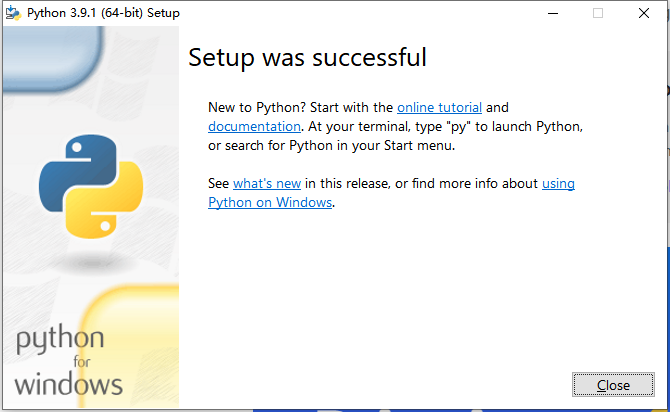 Python 3.9.1 (64-bit) Setup
Setup was successful
New to Python? Start with the online tutorial and
documentation. At your terminal, type "py" to launch Python,
or search for Python in your Start menu.
See what's new in this release, or find more info about using
Python on Windows.
python
for
windows
Close